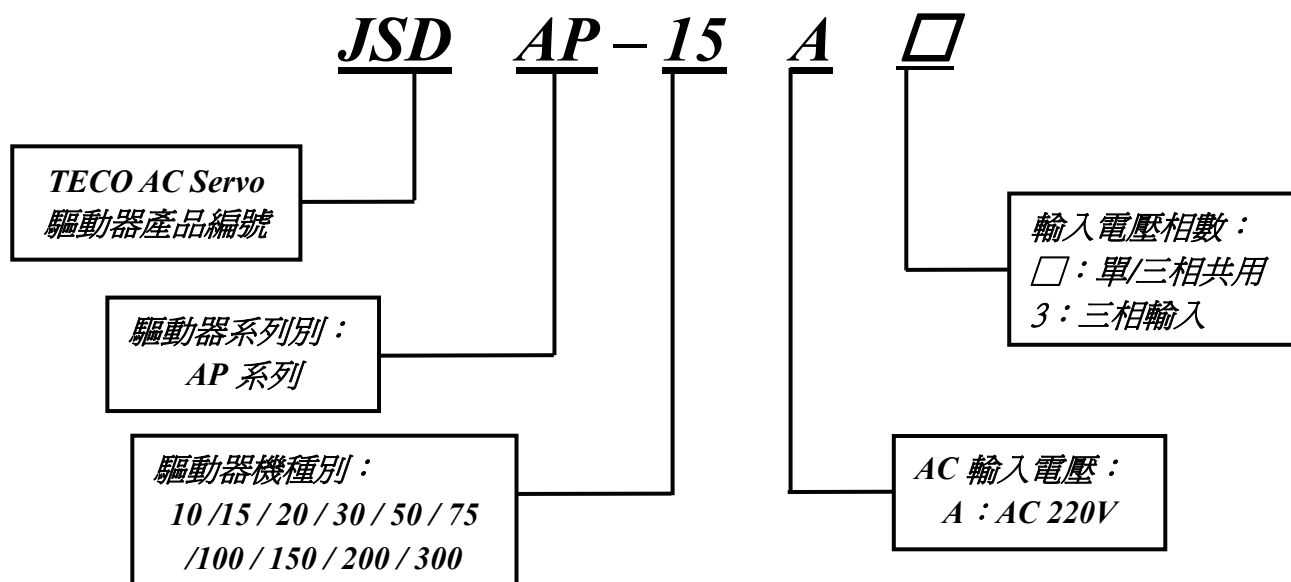 JSD AP – 15 A □
TECO AC Servo
驅動器產品編號
輸入電壓相數：
□：單/三相共用
3：三相輸入
驅動器系列別：
AP 系列
驅動器機種別：
10 /15 / 20 / 30 / 50 / 75
/100 / 150 / 200 / 300
AC 輸入電壓：
A：AC 220V